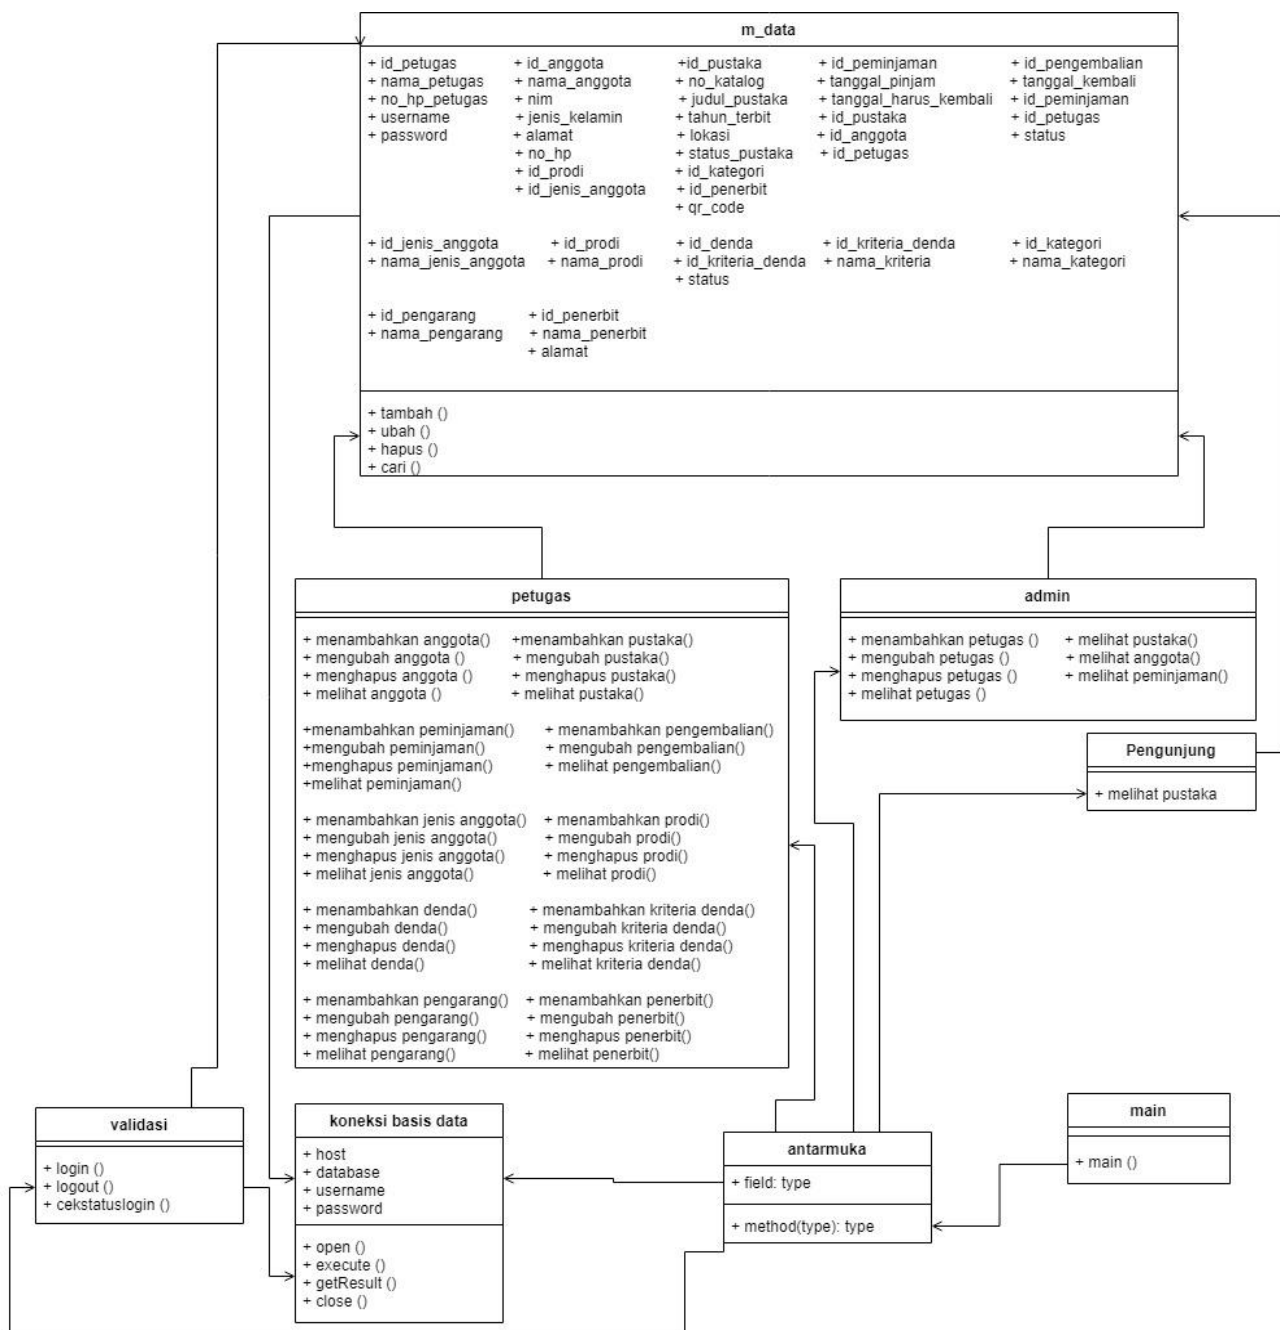 m_data
+ id_petugas
+ nama_petugas
+ no_hp_petugas
+ username
+ password
+ id_anggota
+ nama_anggota
+ nim
+ jenis_kelamin
+ alamat
+ no_hp
+ id_prodi
+ id_jenis_anggota
+id_pustaka
+ no_katalog
+ judul_pustaka
+ tahun_terbit
+ lokasi
+ status_pustaka
+ id_kategori
+ id_penerbit
+ qr_code
+ id_peminjaman
+ tanggal_pinjam
+ tanggal_harus_kembali
+ id_pustaka
+ id_anggota
+ id_petugas
+ id_pengembalian
+ tanggal_kembali
+ id_peminjaman
+ id_petugas
+ status
+ id_jenis_anggota
+ nama_jenis_anggota
+ id_prodi
+ nama_prodi
+ id_denda
+ id_kriteria_denda
+ status
+ id_kriteria_denda
+ nama_kriteria
+ id_kategori
+ nama_kategori
+ id_pengarang
+ nama_pengarang
+ id_penerbit
+ nama_penerbit
+ alamat
+ tambah ()
+ ubah ()
+ hapus ()
+ cari ()
petugas
+ menambahkan anggota()
+ mengubah anggota ()
+ menghapus anggota ()
+ melihat anggota ()
+menambahkan pustaka()
+ mengubah pustaka()
+ menghapus pustaka()
+ melihat pustaka()
+menambahkan peminjaman()
+mengubah peminjaman()
+menghapus peminjaman()
+melihat peminjaman()
+ menambahkan pengembalian()
+ mengubah pengembalian()
+ melihat pengembalian()
+ menambahkan jenis anggota()
+ mengubah jenis anggota()
+ menghapus jenis anggota()
+ melihat jenis anggota()
+ menambahkan prodi()
+ mengubah prodi()
+ menghapus prodi()
+ melihat prodi()
+ menambahkan denda()
+ mengubah denda()
+ menghapus denda()
+ melihat denda()
+ menambahkan kriteria denda()
+ mengubah kriteria denda()
+ menghapus kriteria denda()
+ melihat kriteria denda()
+ menambahkan pengarang()
+ mengubah pengarang()
+ menghapus pengarang()
+ melihat pengarang()
+ menambahkan penerbit()
+ mengubah penerbit()
+ menghapus penerbit()
+ melihat penerbit()
admin
+ menambahkan petugas ()
+ mengubah petugas ()
+ menghapus petugas ()
+ melihat petugas ()
+ melihat pustaka()
+ melihat anggota()
+ melihat peminjaman()
Pengunjung
+ melihat pustaka
validasi
+ login ()
+ logout ()
+ cekstatuslogin ()
koneksi basis data
+ host
+ database
+ username
+ password
+ open ()
+ execute ()
+ getResult ()
+ close ()
antarmuka
+ field: type
+ method(type): type
main
+ main ()